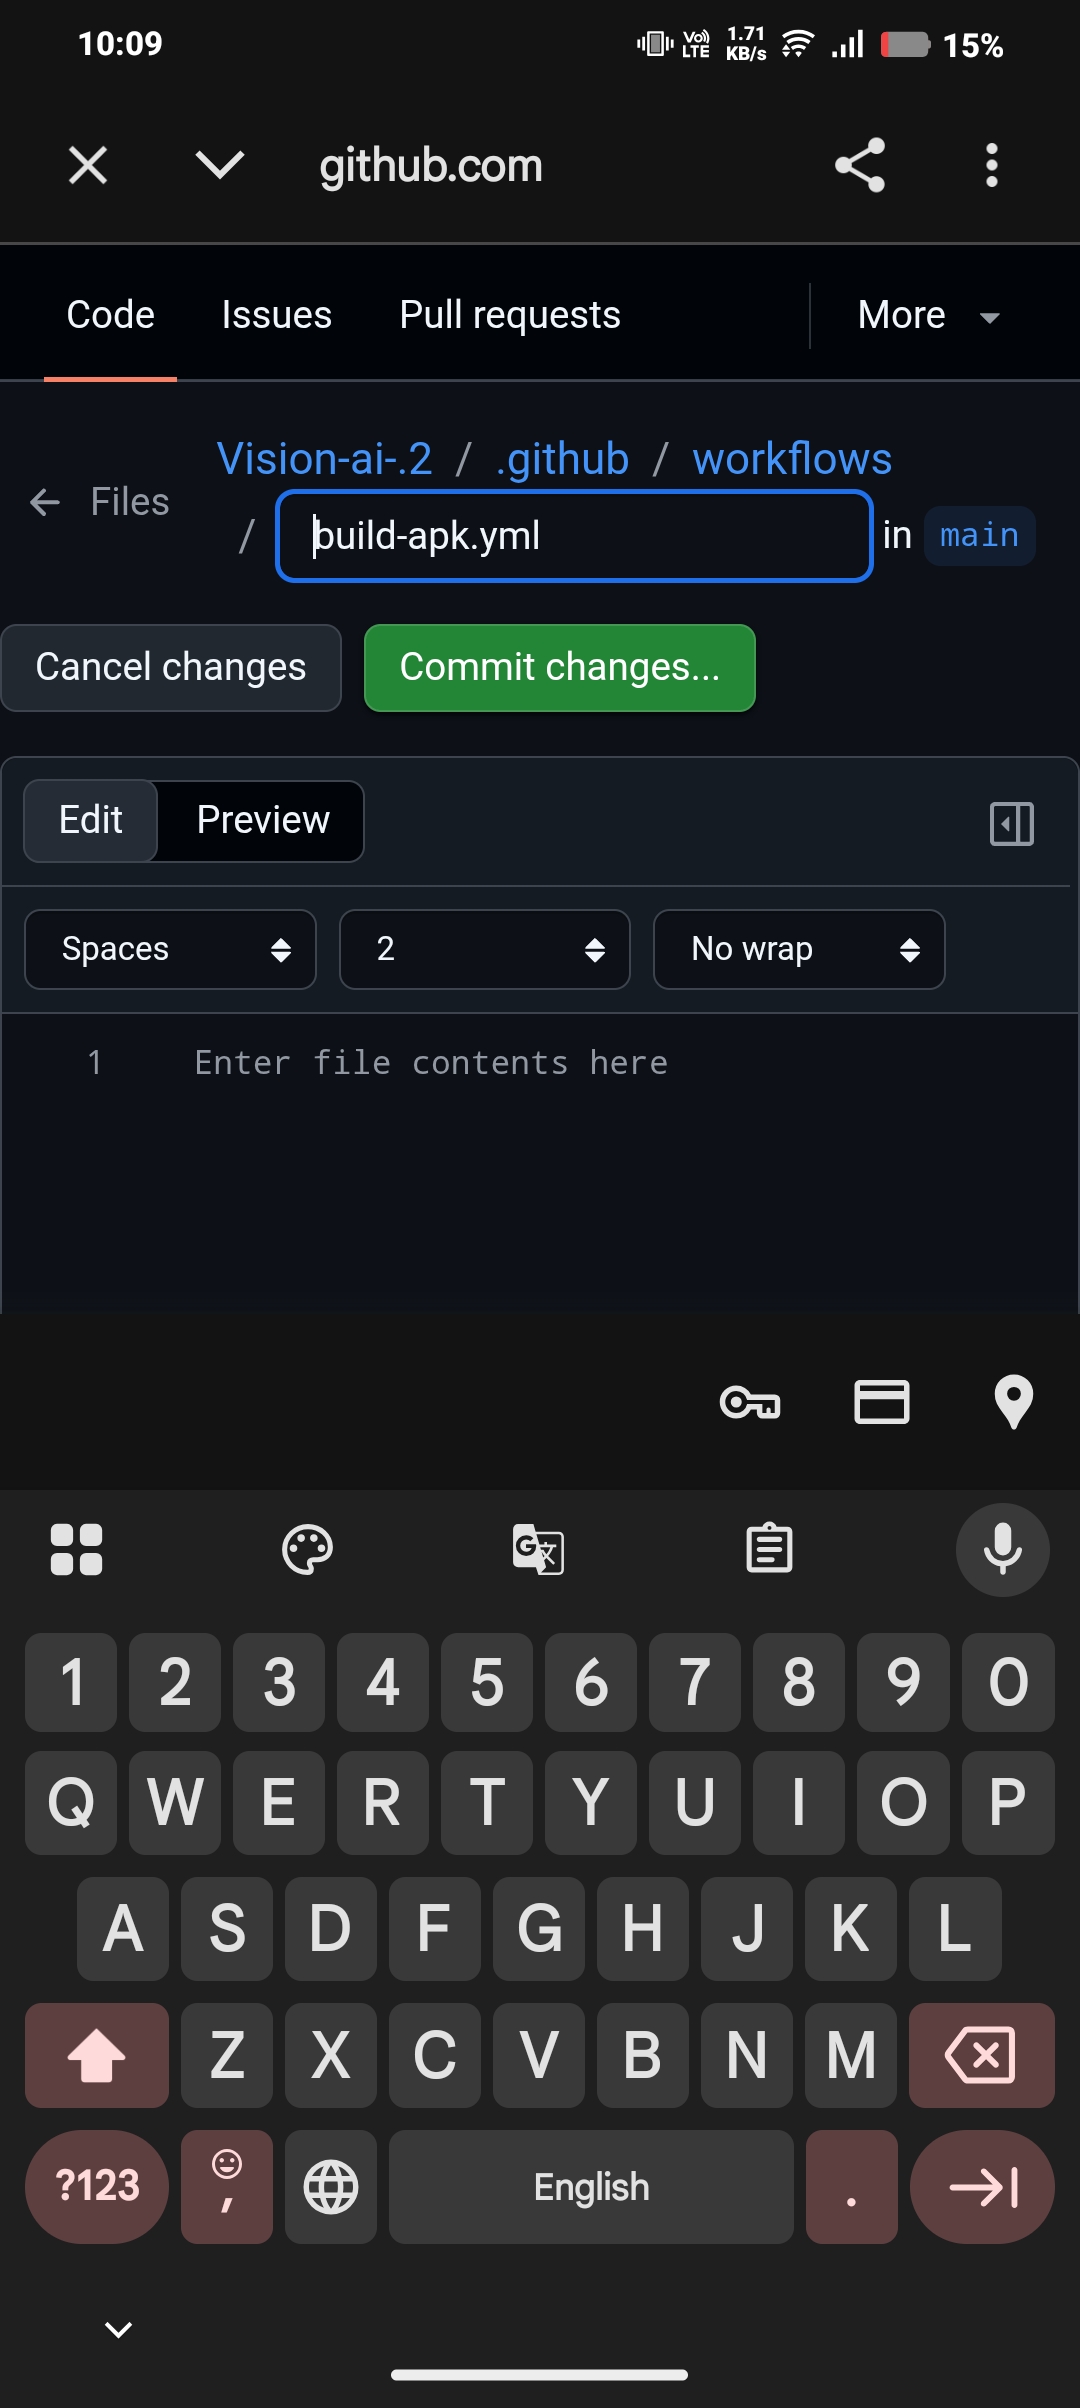 10:09
Vo)) LTE 1.71 KB/s 15%
github.com
Code Issues Pull requests More
Vision-ai-.2 / .github / workflows
Files
/ build-apk.yml in main
Cancel changes Commit changes...
Edit Preview
Spaces 2 No wrap
1 Enter file contents here
1 2 3 4 5 6 7 8 9 0
Q W E R T Y U I O P
A S D F G H J K L
Z X C V B N M
?123 , English .